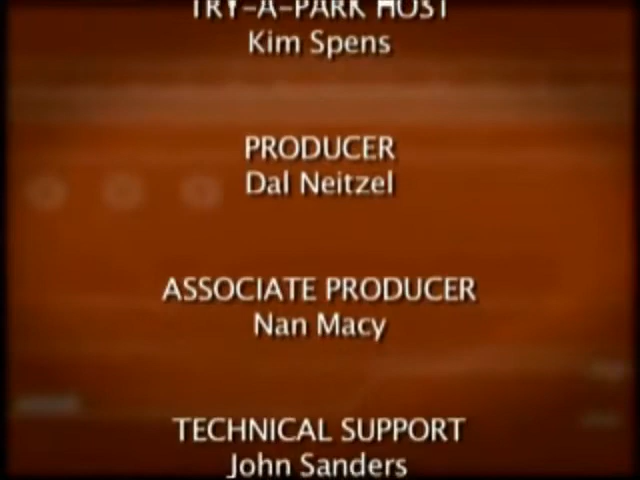 TRY-A-PARK HOST
Kim Spens
PRODUCER
Dal Neitzel
ASSOCIATE PRODUCER
Nan Macy
TECHNICAL SUPPORT
John Sanders